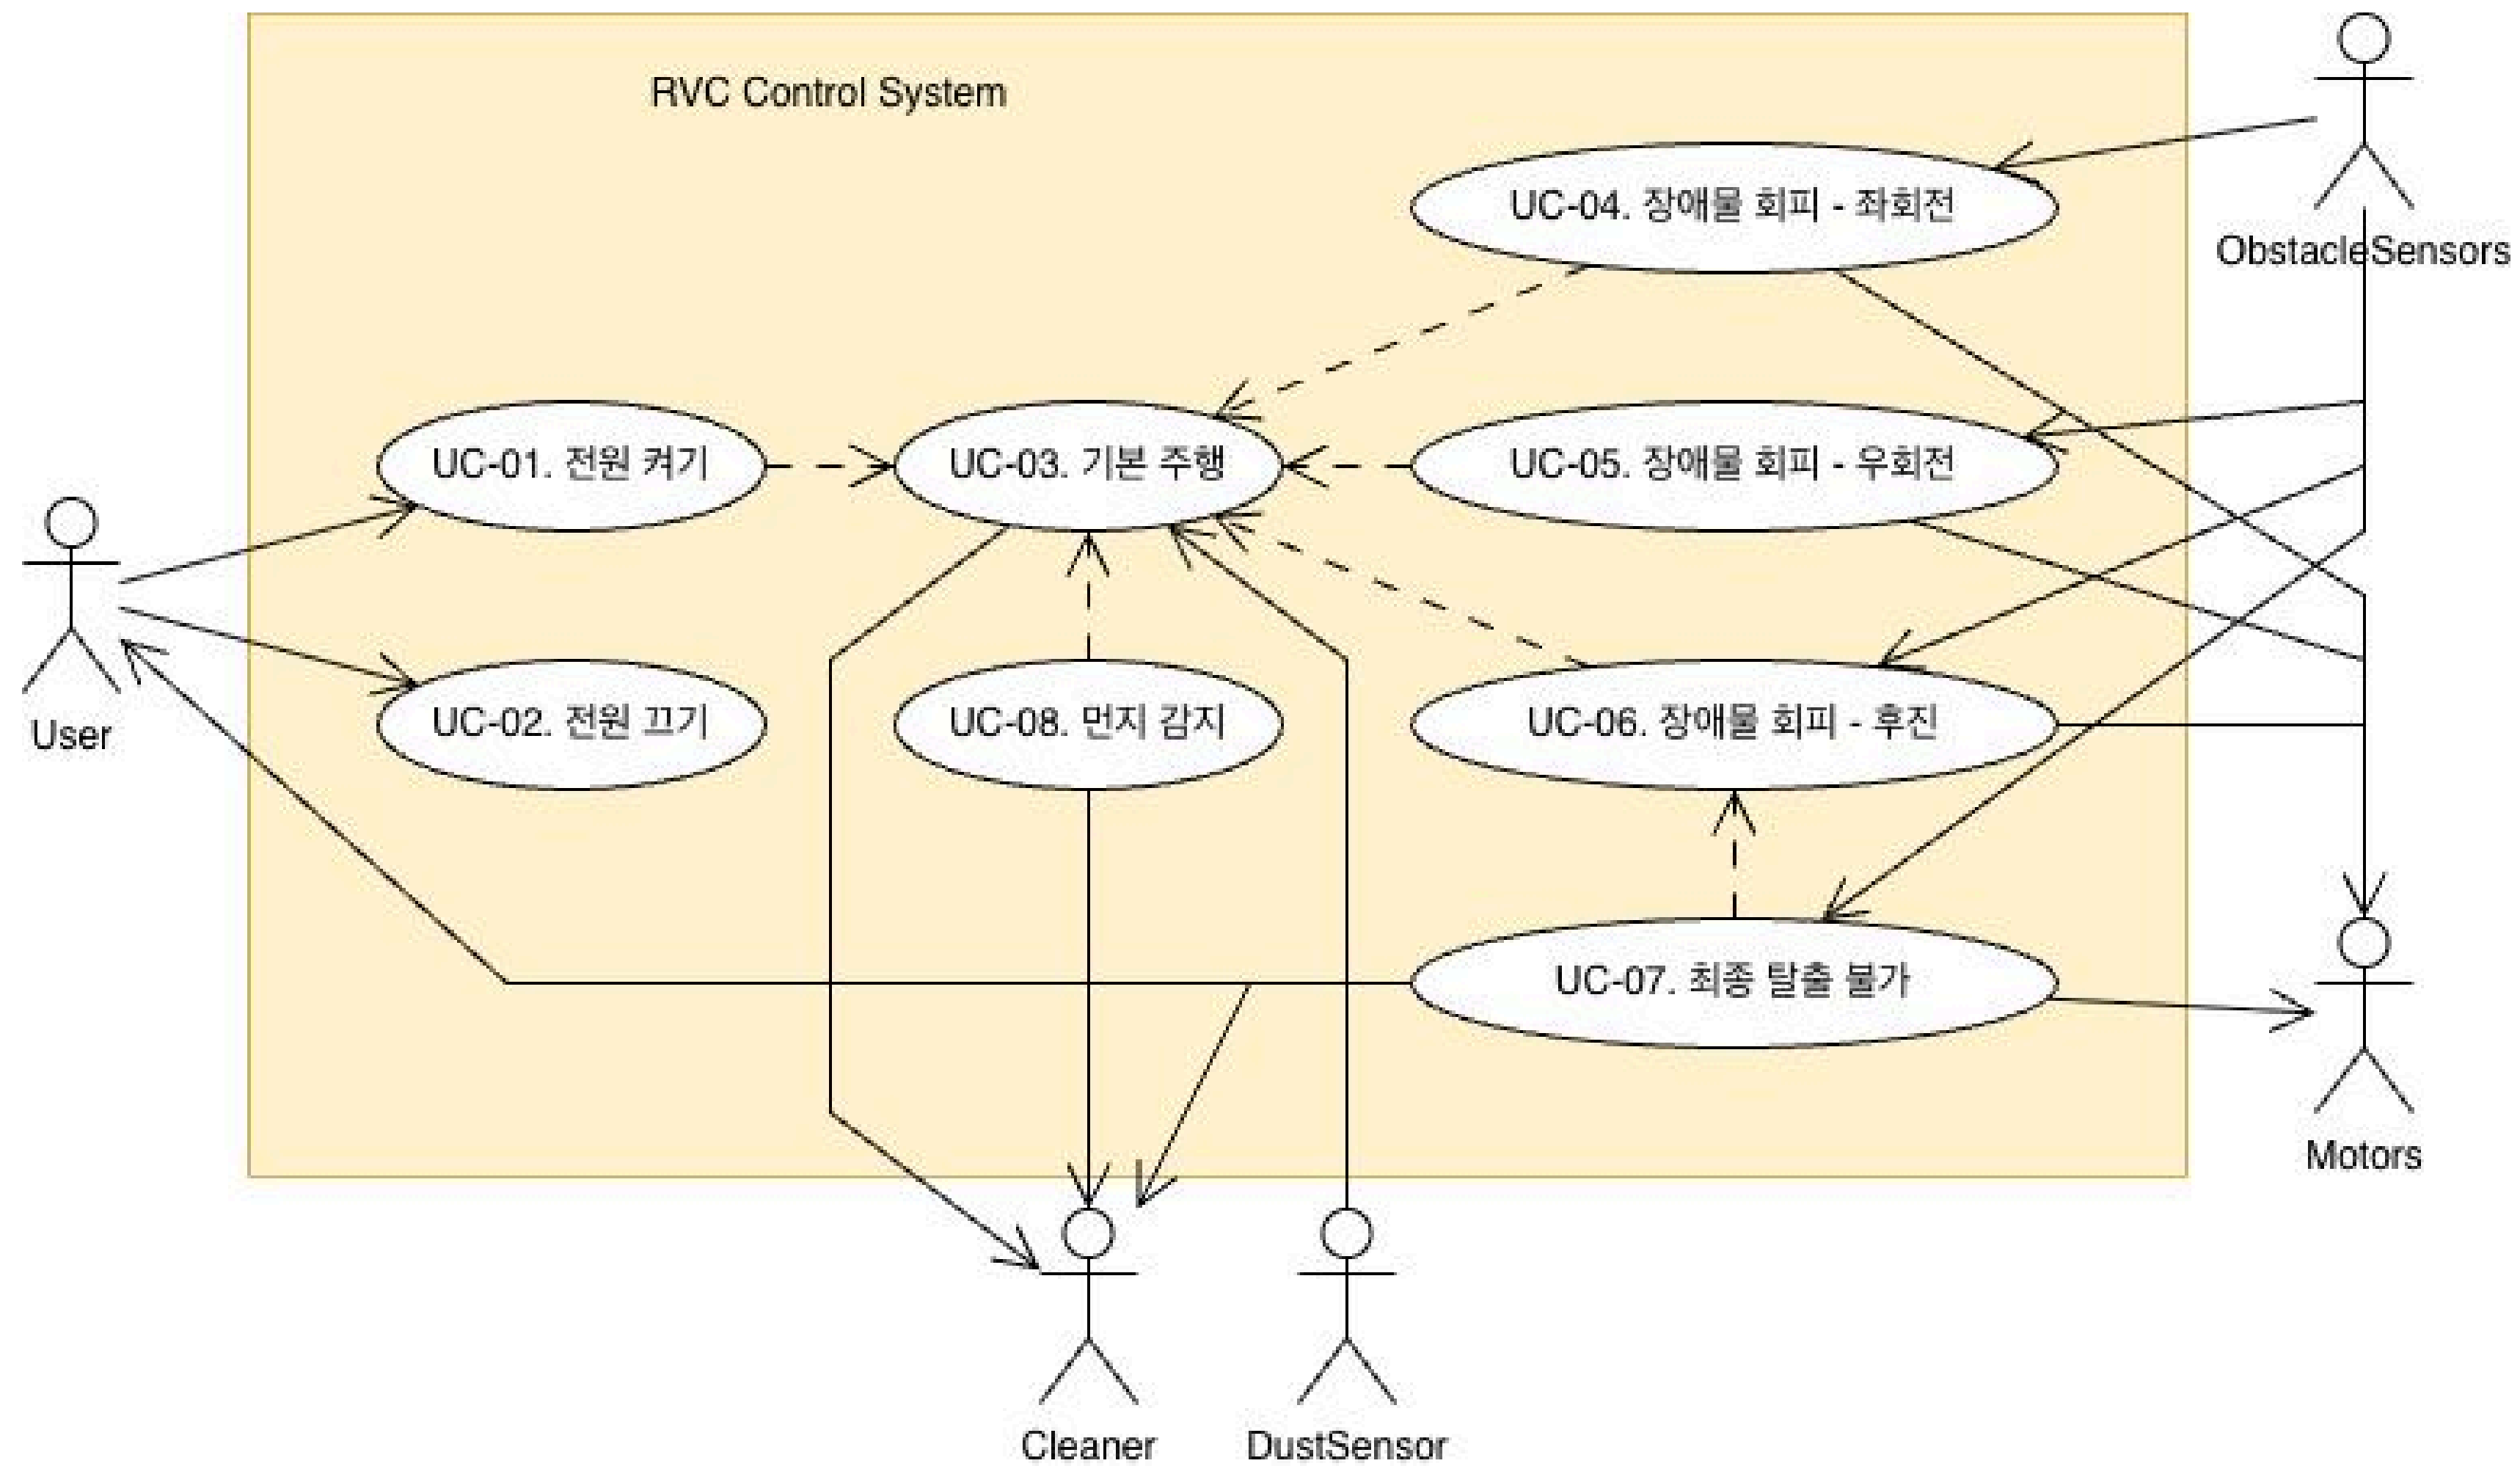 RVC Control System
UC-04. 장애물 회피 - 좌회전
ObstacleSensors
UC-01. 전원 켜기
UC-03. 기본 주행
UC-05. 장애물 회피 - 우회전
User
UC-02. 전원 끄기
UC-08. 먼지 감지
UC-06. 장애물 회피 - 후진
UC-07. 최종 탈출 불가
Motors
Cleaner
DustSensor